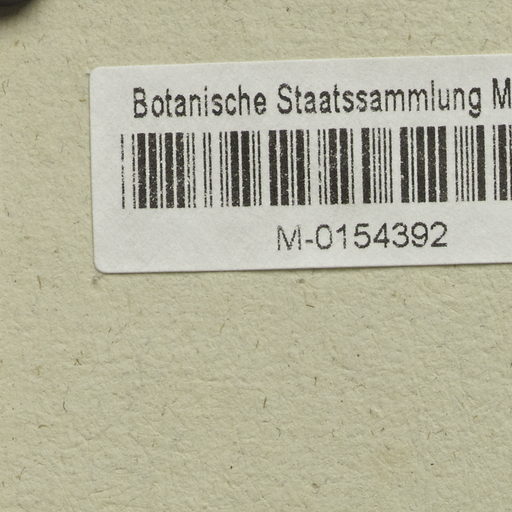 Botanische Staatssammlung M
M-0154392